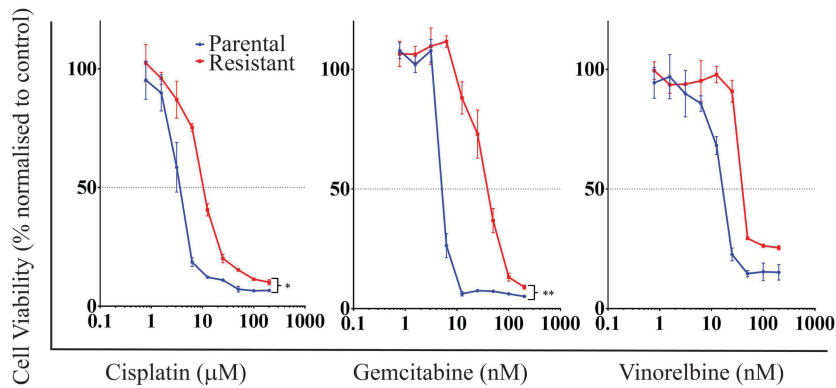 Cell Viability (% normalised to control)
Parental
Resistant
100
50
0
*
0.1 1 10 100 1000
Cisplatin (μM)
100
50
0
**
0.1 1 10 100 1000
Gemcitabine (nM)
100
50
0
0.1 1 10 100 1000
Vinorelbine (nM)